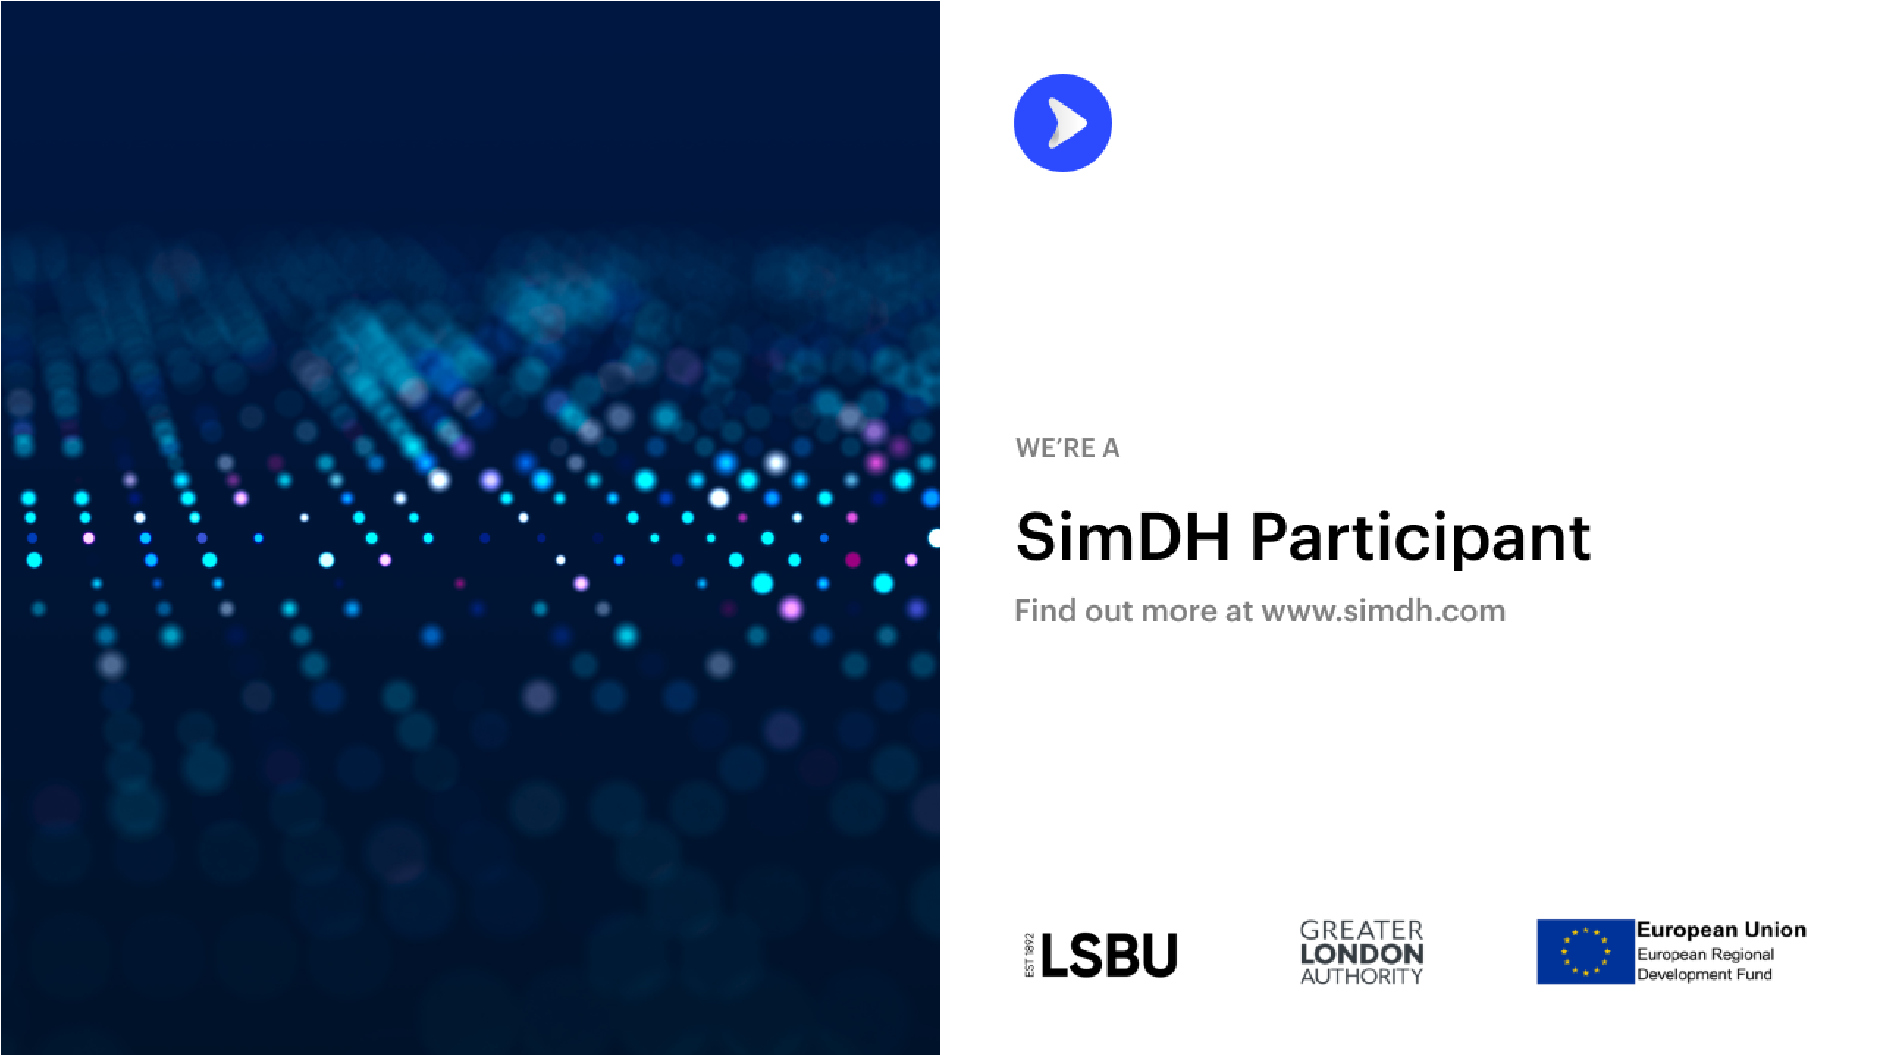 WE’RE A
SimDH Participant
Find out more at www.simdh.com
EST 1892
LSBU
GREATER
LONDON
AUTHORITY
European Union
European Regional
Development Fund